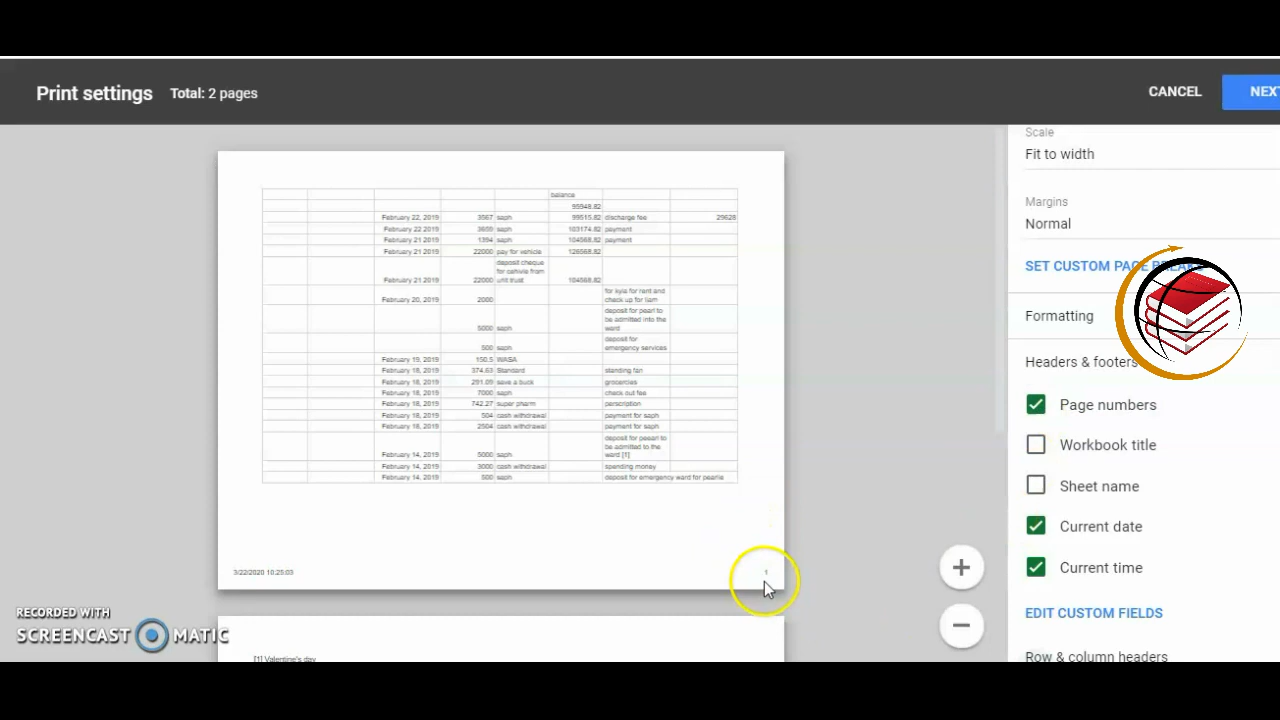 Print settings Total: 2 pages
CANCEL
NEXT
Scale
Fit to width
Margins
Normal
SET CUSTOM PAGE BREAKS
Formatting
Headers & footers
Page numbers
Workbook title
Sheet name
Current date
Current time
EDIT CUSTOM FIELDS
Row & column headers
balance
95948.82
February 22, 2019 3567 saph 99515.82 discharge fee 29628
February 22 2019 3659 saph 103174.82 payment
February 21 2019 1394 saph 104568.82 payment
February 21 2019 22000 pay for vehicle 126568.82
deposit cheque
for cehivle from
February 21 2019 22000 unit trust 104568.82
for kyle for rent and
February 20, 2019 2000 check up for liam
deposit for pearl to
be admitted into the
5000 saph ward
deposit for
500 saph emergency services
February 19, 2019 150.5 WASA
February 18, 2019 374.63 Standard standing fan
February 18, 2019 291.09 save a buck grocercies
February 18, 2019 7000 saph check out fee
February 18, 2019 742.27 super pharm perscription
February 18, 2019 504 cash withdrawal payment for saph
February 18, 2019 2504 cash withdrawal payment for saph
deposit for peearl to
be admitted to the
February 14, 2019 5000 saph ward [1]
February 14, 2019 3000 cash withdrawal spending money
February 14, 2019 500 saph deposit for emergency ward for pearlie
3/22/2020 10:25:03 1
[1] Valentine's day
RECORDED WITH
SCREENCAST MATIC